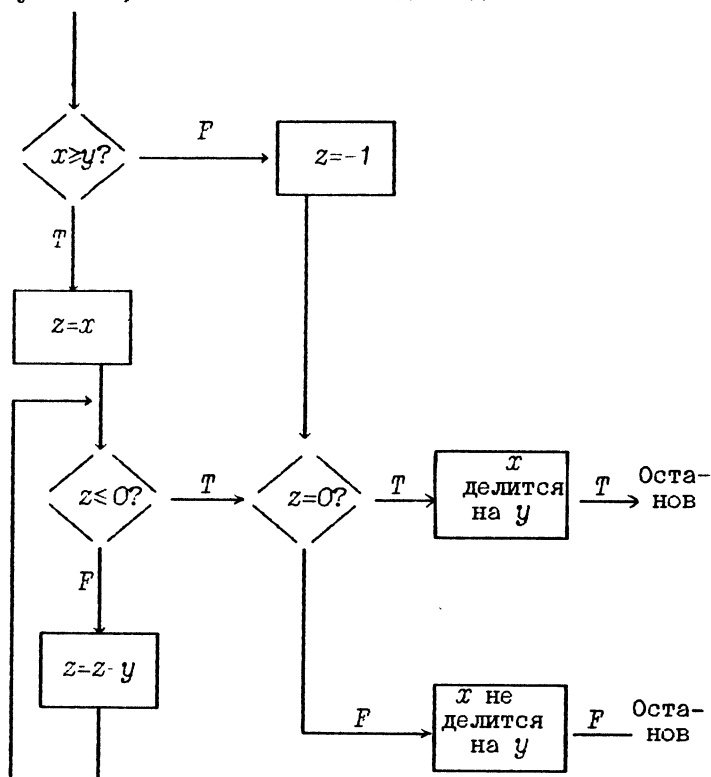 x≥y?
F
z=-1
T
z=x
z≤0?
T
z=0?
T
x
делится
на y
T
Оста-
нов
F
z=z-y
F
x не
делится
на y
F
Оста-
нов